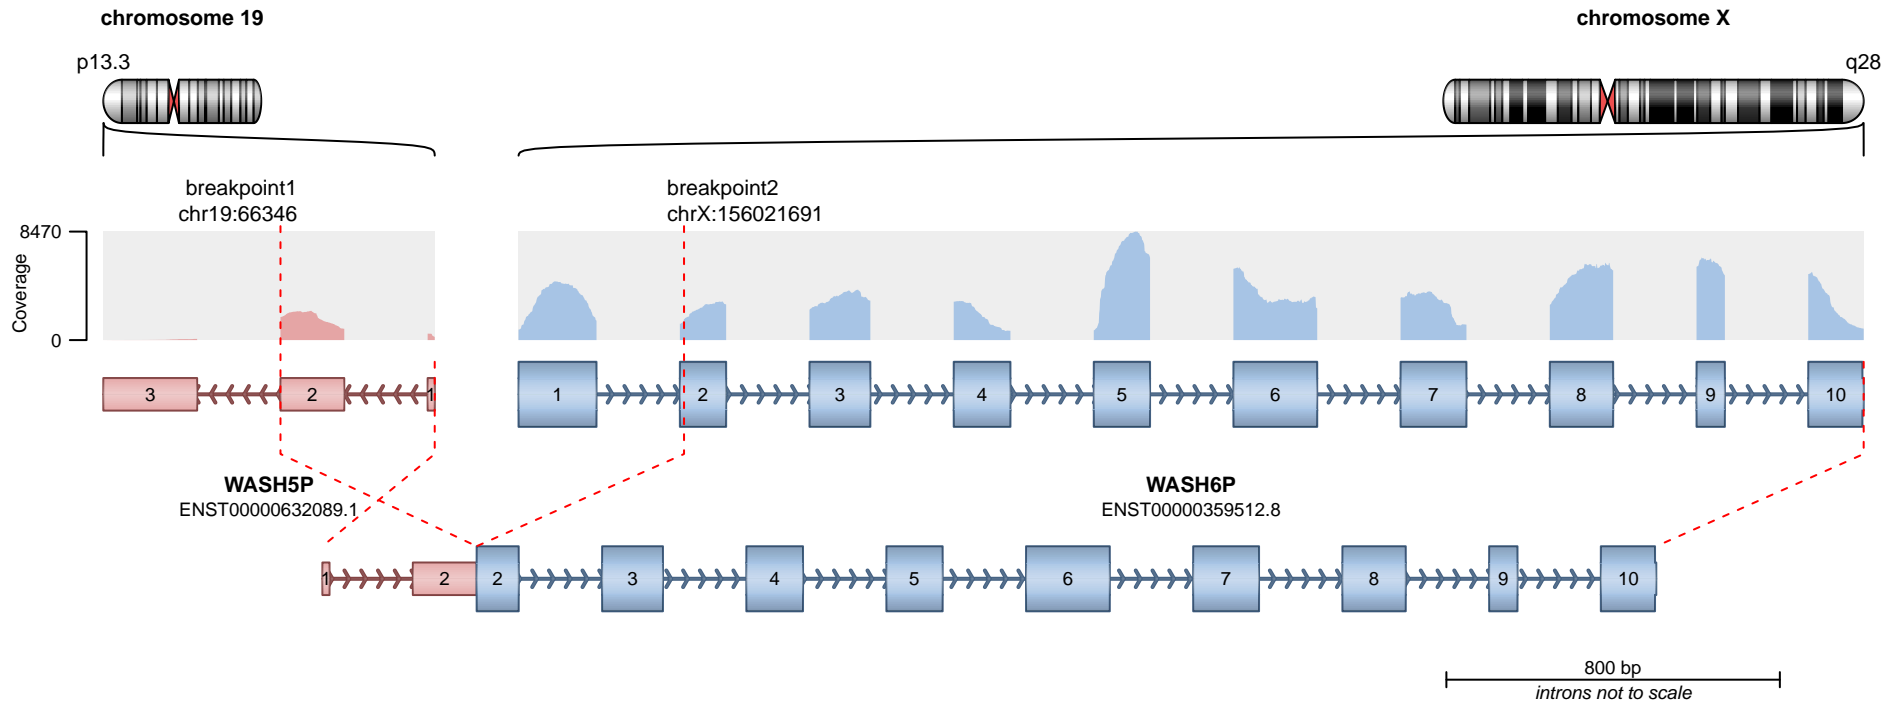 chromosome 19
chromosome X
p13.3
q28
breakpoint1
chr19:66346
breakpoint2
chrX:156021691
8470
Coverage
0
3
2
1
1
2
3
4
5
6
7
8
9
10
WASH5P
ENST00000632089.1
WASH6P
ENST00000359512.8
1
2
2
3
4
5
6
7
8
9
10
800 bp
introns not to scale